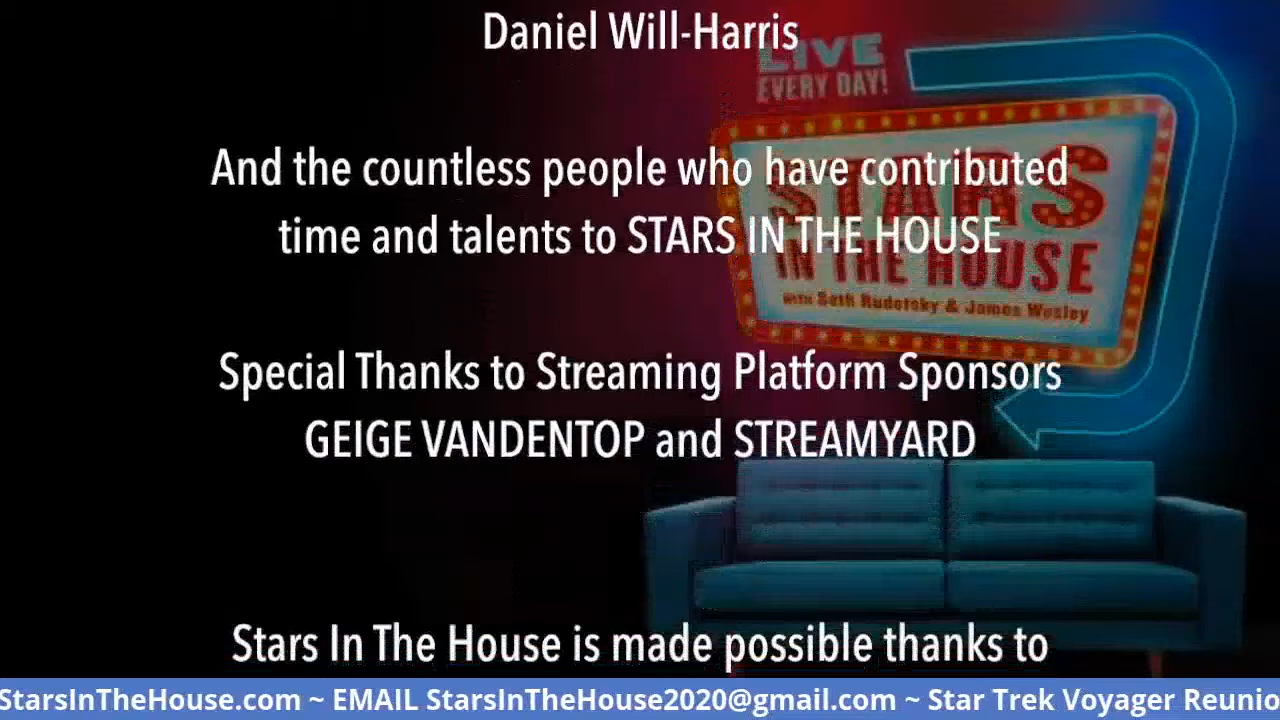 Daniel Will-Harris
LIVE
EVERY DAY!
And the countless people who have contributed
time and talents to STARS IN THE HOUSE
STARS
IN THE HOUSE
with Seth Rudetsky & James Wesley
Special Thanks to Streaming Platform Sponsors
GEIGE VANDENTOP and STREAMYARD
Stars In The House is made possible thanks to
StarsInTheHouse.com ~ EMAIL StarsInTheHouse2020@gmail.com ~ Star Trek Voyager Reunio